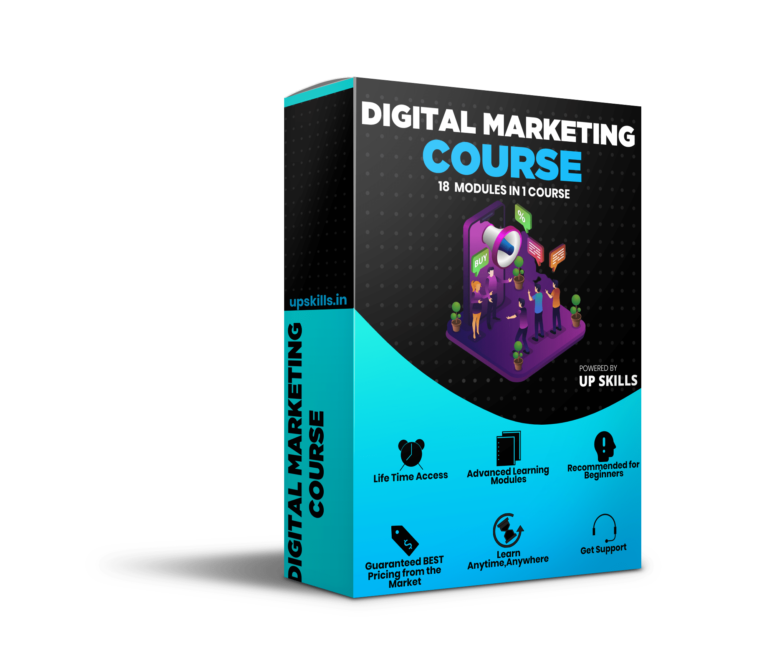 DIGITAL MARKETING
COURSE
18 MODULES IN 1 COURSE
%
BUY
POWERED BY
UP SKILLS
upskills.in
DIGITAL MARKETING
COURSE
Life Time Access
Advanced Learning
Modules
Recommended for
Beginners
$
Guaranteed BEST
Pricing from the
Market
Learn
Anytime,Anywhere
Get Support